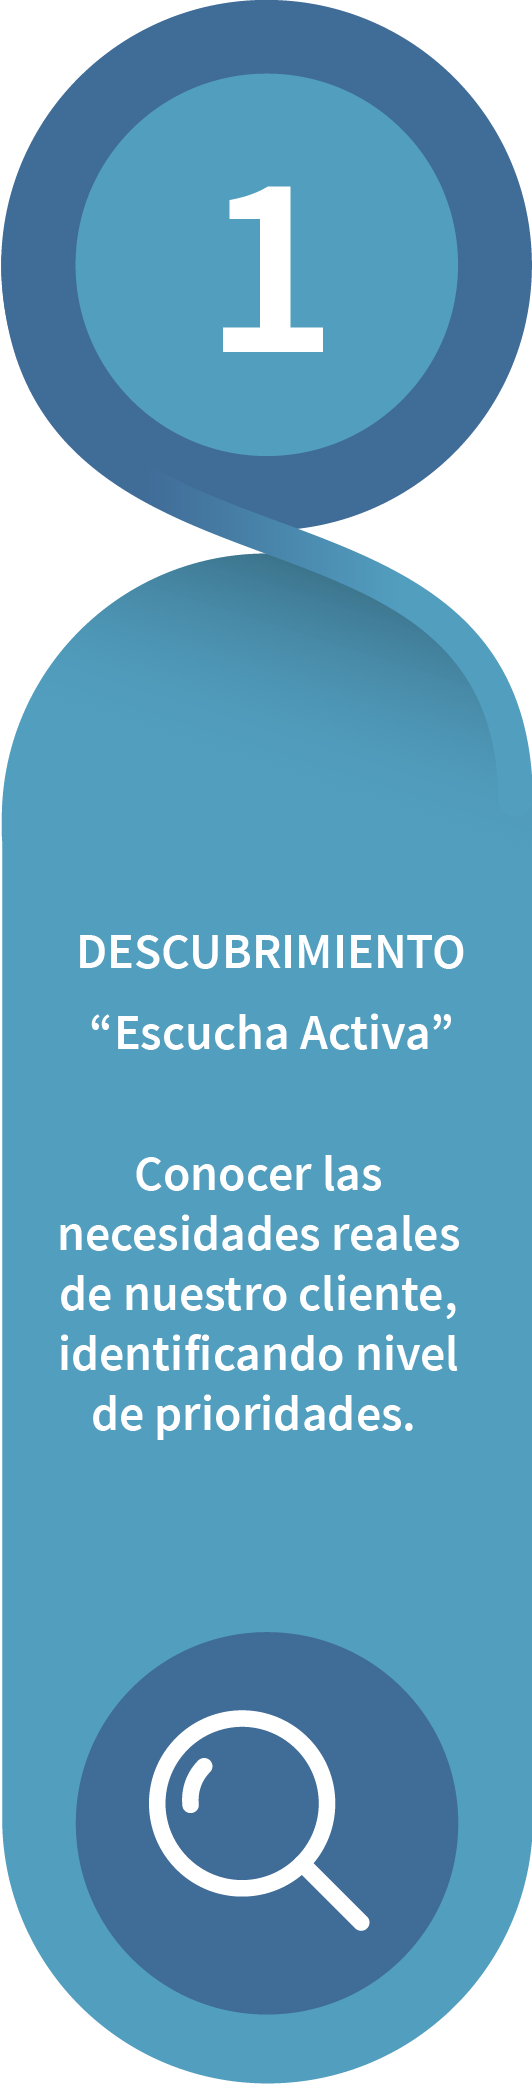 1
DESCUBRIMIENTO
“Escucha Activa”
Conocer las
necesidades reales
de nuestro cliente,
identificando nivel
de prioridades.